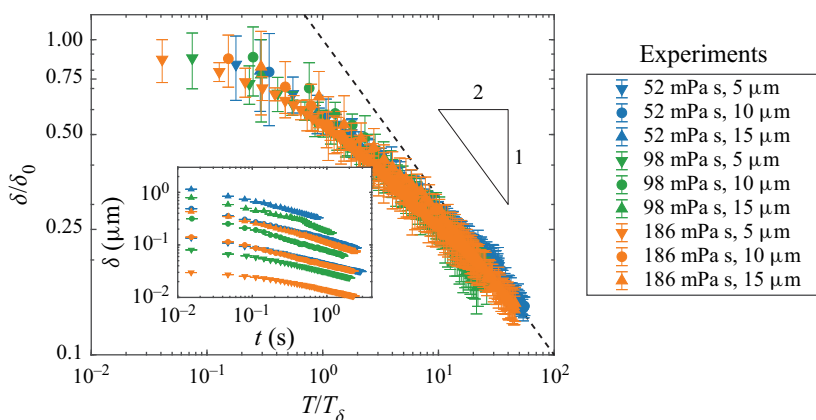 1.00
0.75
0.50
0.25
0.1
δ/δ0
10−2
10−1
100
101
102
T/Tδ
2
1
100
10−1
10−2
δ (μm)
10−2
10−1
100
t (s)
Experiments
52 mPa s, 5 μm
52 mPa s, 10 μm
52 mPa s, 15 μm
98 mPa s, 5 μm
98 mPa s, 10 μm
98 mPa s, 15 μm
186 mPa s, 5 μm
186 mPa s, 10 μm
186 mPa s, 15 μm